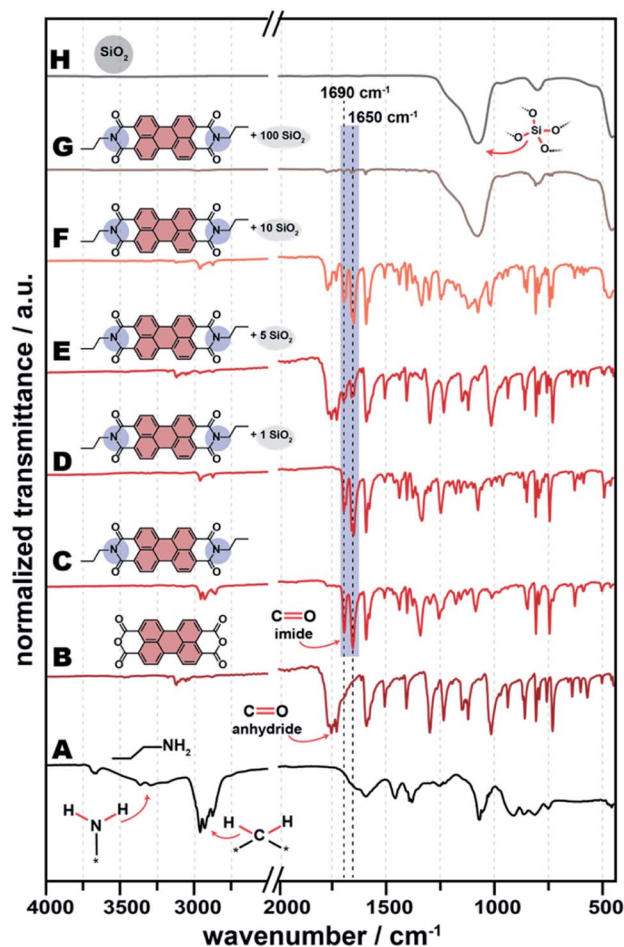 H
SiO₂
1690 cm⁻¹
1650 cm⁻¹
O
Si
O
O
O
G
O
O
N
N
O
O
+ 100 SiO₂
F
O
O
N
N
O
O
+ 10 SiO₂
E
O
O
N
N
O
O
+ 5 SiO₂
D
O
O
N
N
O
O
+ 1 SiO₂
C
O
O
N
N
O
O
C=O
imide
B
O
O
O
O
O
O
C=O
anhydride
A
NH₂
H
H
N
*
H
H
C
*
*
normalized transmittance / a.u.
4000
3500
3000
2000
1500
1000
500
wavenumber / cm⁻¹